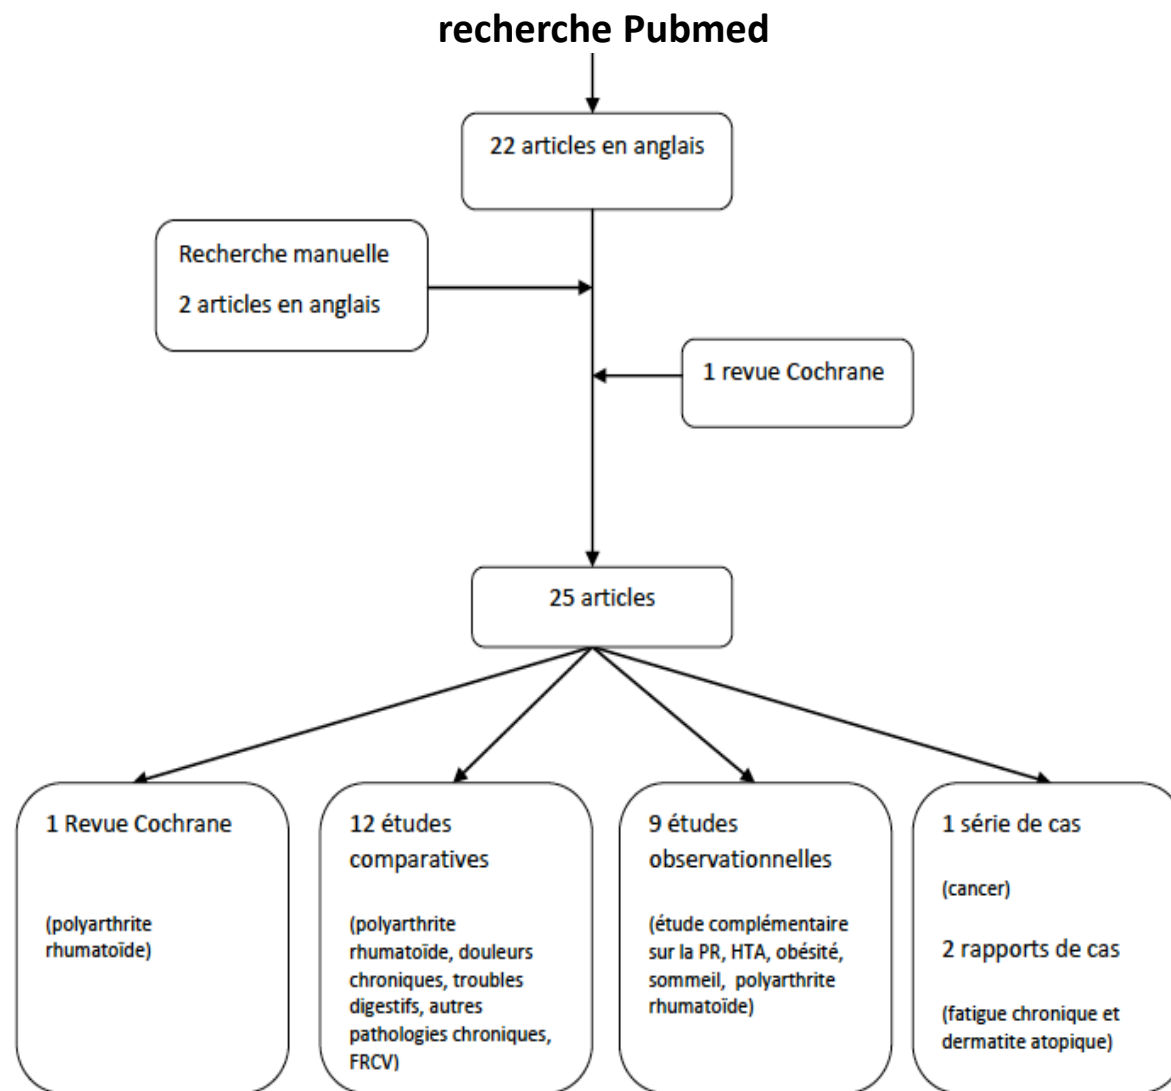 recherche Pubmed
22 articles en anglais
Recherche manuelle
2 articles en anglais
1 revue Cochrane
25 articles
1 Revue Cochrane
(polyarthrite
rhumatoïde)
12 études
comparatives
(polyarthrite
rhumatoïde, douleurs
chroniques, troubles
digestifs, autres
pathologies chroniques,
FRCV)
9 études
observationnelles
(étude complémentaire
sur la PR, HTA, obésité,
sommeil, polyarthrite
rhumatoïde)
1 série de cas
(cancer)
2 rapports de cas
(fatigue chronique et
dermatite atopique)